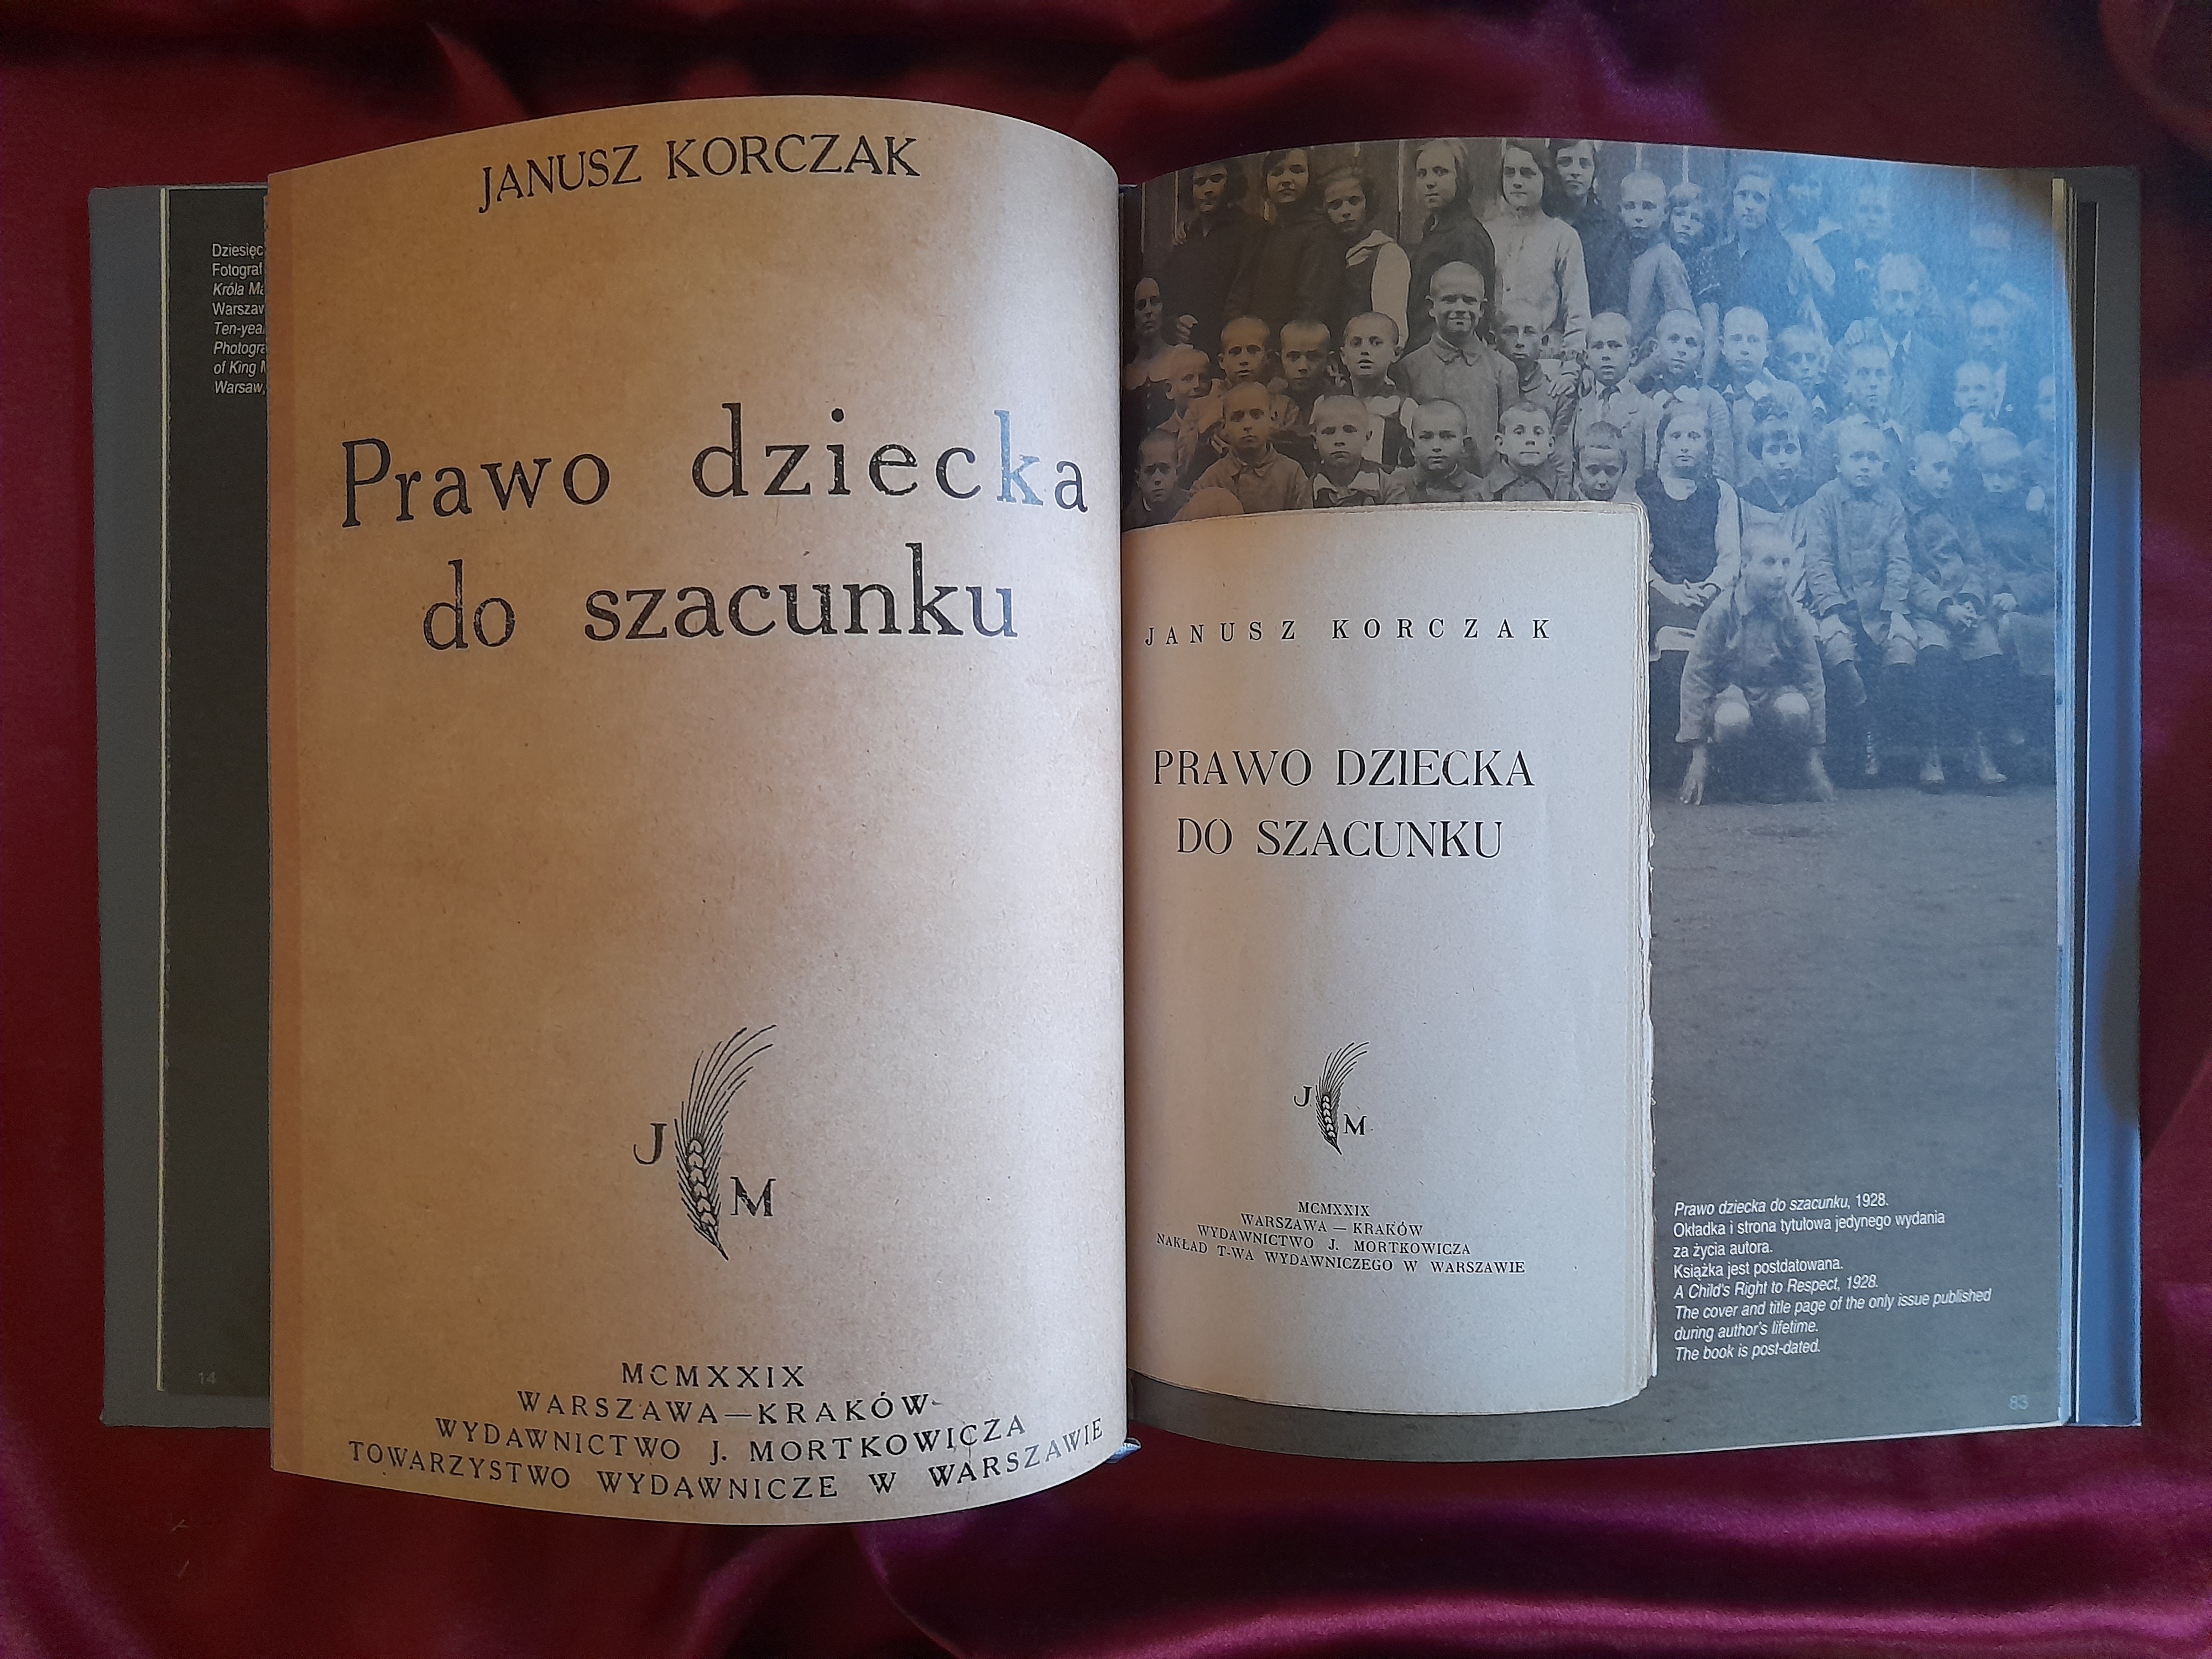 Dziesięc
Fotograf
Króla Ma
Warszaw
Ten-yea
Photogra
of King M
Warsaw,
14
JANUSZ KORCZAK
Prawo dziecka
do szacunku
J M
MCMXXIX
WARSZAWA—KRAKÓW
WYDAWNICTWO J. MORTKOWICZA
TOWARZYSTWO WYDAWNICZE W WARSZAWIE
JANUSZ KORCZAK
PRAWO DZIECKA
DO SZACUNKU
J M
MCMXXIX
WARSZAWA — KRAKÓW
WYDAWNICTWO J. MORTKOWICZA
NAKŁAD T-WA WYDAWNICZEGO W WARSZAWIE
Prawo dziecka do szacunku, 1928.
Okładka i strona tytułowa jedynego wydania
za życia autora.
Książka jest postdatowana.
A Child's Right to Respect, 1928.
The cover and title page of the only issue published
during author's lifetime.
The book is post-dated.
83